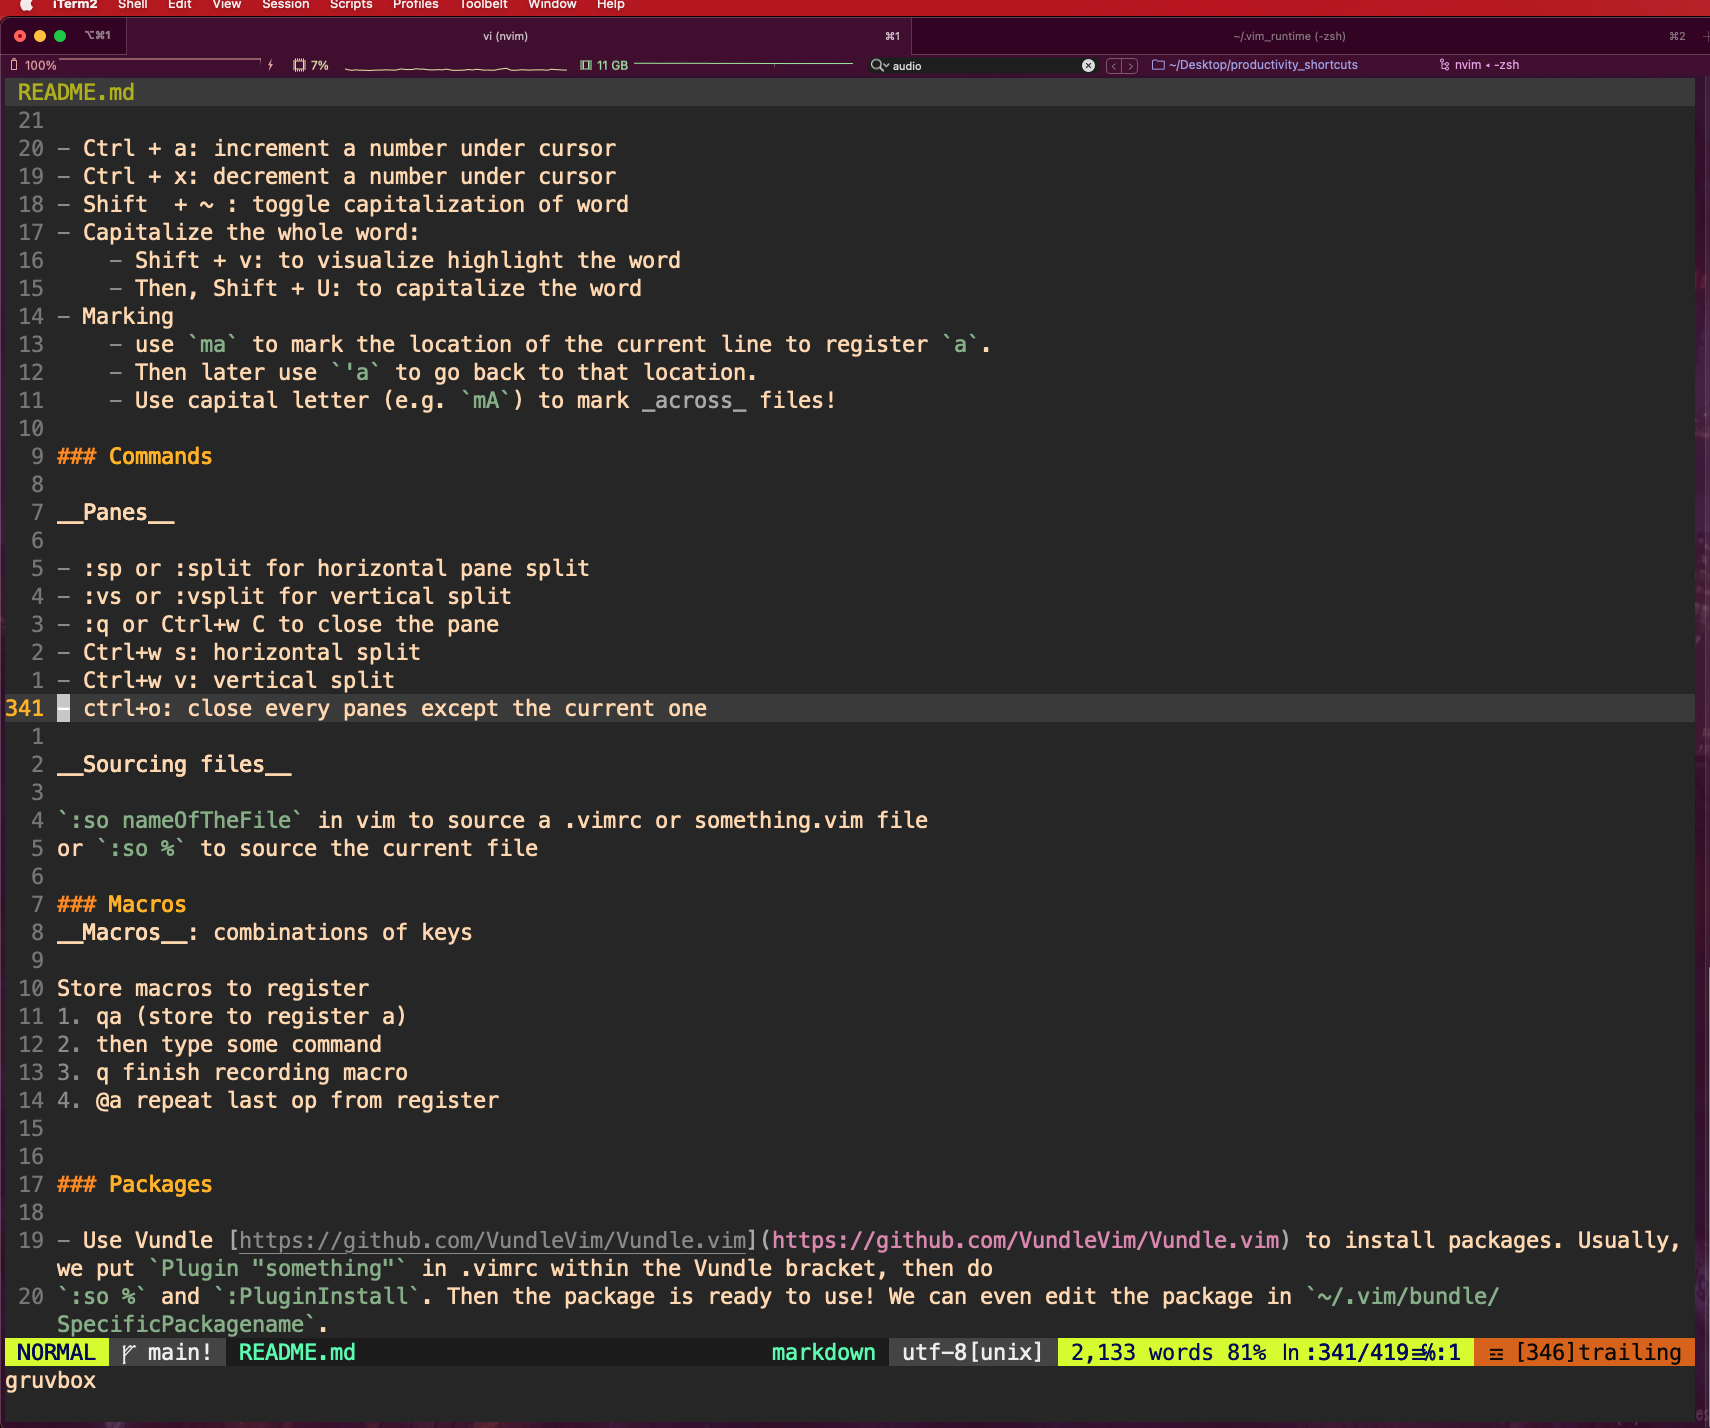 iTerm2 Shell Edit View Session Scripts Profiles Toolbelt Window Help
⌥⌘1 vi (nvim) ⌘1 ~/.vim_runtime (-zsh) ⌘2
100% 7% 11 GB audio ~/Desktop/productivity_shortcuts nvim ◂ -zsh
README.md
21
20 - Ctrl + a: increment a number under cursor
19 - Ctrl + x: decrement a number under cursor
18 - Shift  + ~ : toggle capitalization of word
17 - Capitalize the whole word:
16     - Shift + v: to visualize highlight the word
15     - Then, Shift + U: to capitalize the word
14 - Marking
13     - use `ma` to mark the location of the current line to register `a`.
12     - Then later use `'a` to go back to that location.
11     - Use capital letter (e.g. `mA`) to mark _across_ files!
10
9 ### Commands
8
7 __Panes__
6
5 - :sp or :split for horizontal pane split
4 - :vs or :vsplit for vertical split
3 - :q or Ctrl+w C to close the pane
2 - Ctrl+w s: horizontal split
1 - Ctrl+w v: vertical split
341 - ctrl+o: close every panes except the current one
1
2 __Sourcing files__
3
4 `:so nameOfTheFile` in vim to source a .vimrc or something.vim file
5 or `:so %` to source the current file
6
7 ### Macros
8 __Macros__: combinations of keys
9
10 Store macros to register
11 1. qa (store to register a)
12 2. then type some command
13 3. q finish recording macro
14 4. @a repeat last op from register
15
16
17 ### Packages
18
19 - Use Vundle [https://github.com/VundleVim/Vundle.vim](https://github.com/VundleVim/Vundle.vim) to install packages. Usually,
we put `Plugin "something"` in .vimrc within the Vundle bracket, then do
20 `:so %` and `:PluginInstall`. Then the package is ready to use! We can even edit the package in `~/.vim/bundle/
SpecificPackagename`.
NORMAL main! README.md markdown utf-8[unix] 2,133 words 81% ln :341/419 ℅:1 [346]trailing
gruvbox